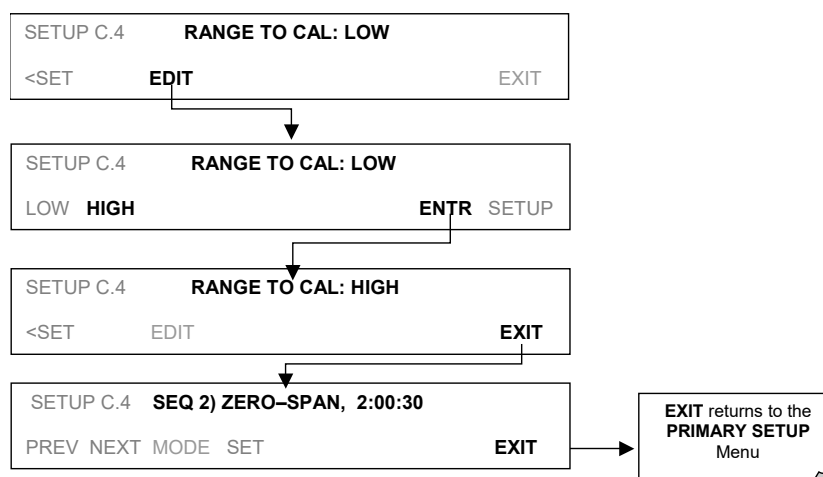 SETUP C.4 RANGE TO CAL: LOW
<SET EDIT EXIT
SETUP C.4 RANGE TO CAL: LOW
LOW HIGH ENTR SETUP
SETUP C.4 RANGE TO CAL: HIGH
<SET EDIT EXIT
SETUP C.4 SEQ 2) ZERO–SPAN, 2:00:30
PREV NEXT MODE SET EXIT
EXIT returns to the
PRIMARY SETUP
Menu